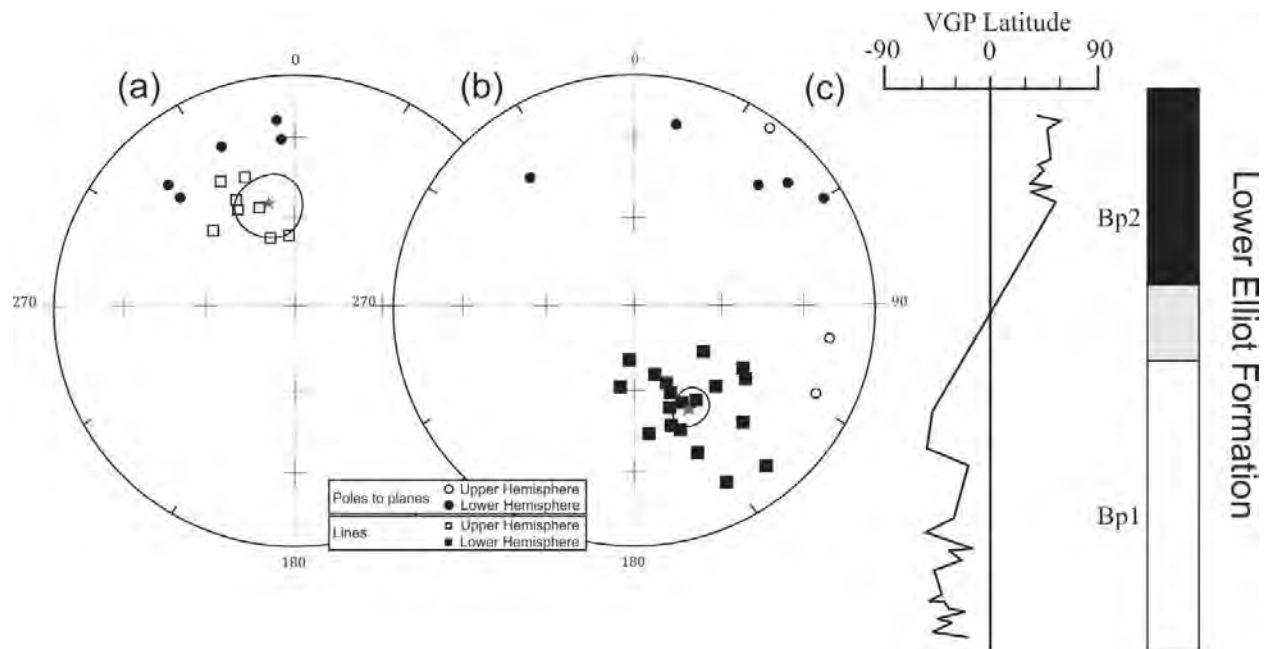 VGP Latitude
-90 0 90
(a) (b) (c)
0 0
270 270 90
180 180
Poles to planes
Upper Hemisphere
Lower Hemisphere
Lines
Upper Hemisphere
Lower Hemisphere
Bp2
Bp1
Lower Elliot Formation